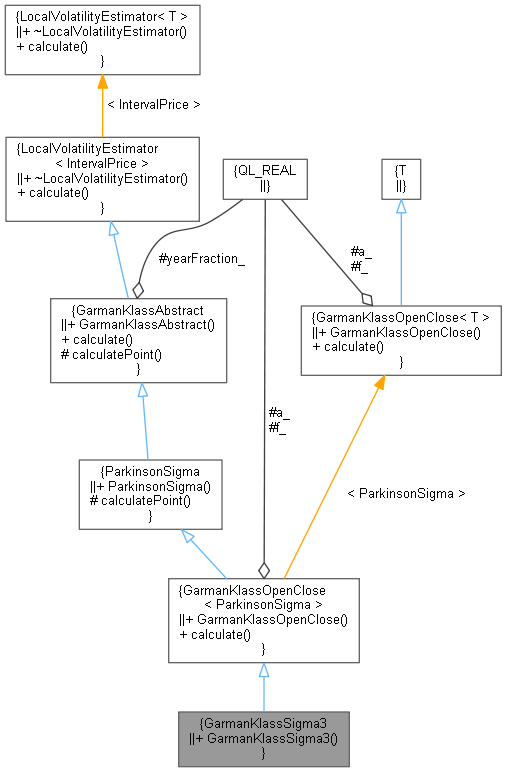 {LocalVolatilityEstimator< T >
||+ ~LocalVolatilityEstimator()
+ calculate()
}
< IntervalPrice >
{LocalVolatilityEstimator
< IntervalPrice >
||+ ~LocalVolatilityEstimator()
+ calculate()
}
{QL_REAL
||}
{T
||}
#yearFraction_
#a_
#f_
{GarmanKlassAbstract
||+ GarmanKlassAbstract()
+ calculate()
# calculatePoint()
}
{GarmanKlassOpenClose< T >
||+ GarmanKlassOpenClose()
+ calculate()
}
#a_
#f_
{ParkinsonSigma
||+ ParkinsonSigma()
# calculatePoint()
}
< ParkinsonSigma >
{GarmanKlassOpenClose
< ParkinsonSigma >
||+ GarmanKlassOpenClose()
+ calculate()
}
{GarmanKlassSigma3
||+ GarmanKlassSigma3()
}